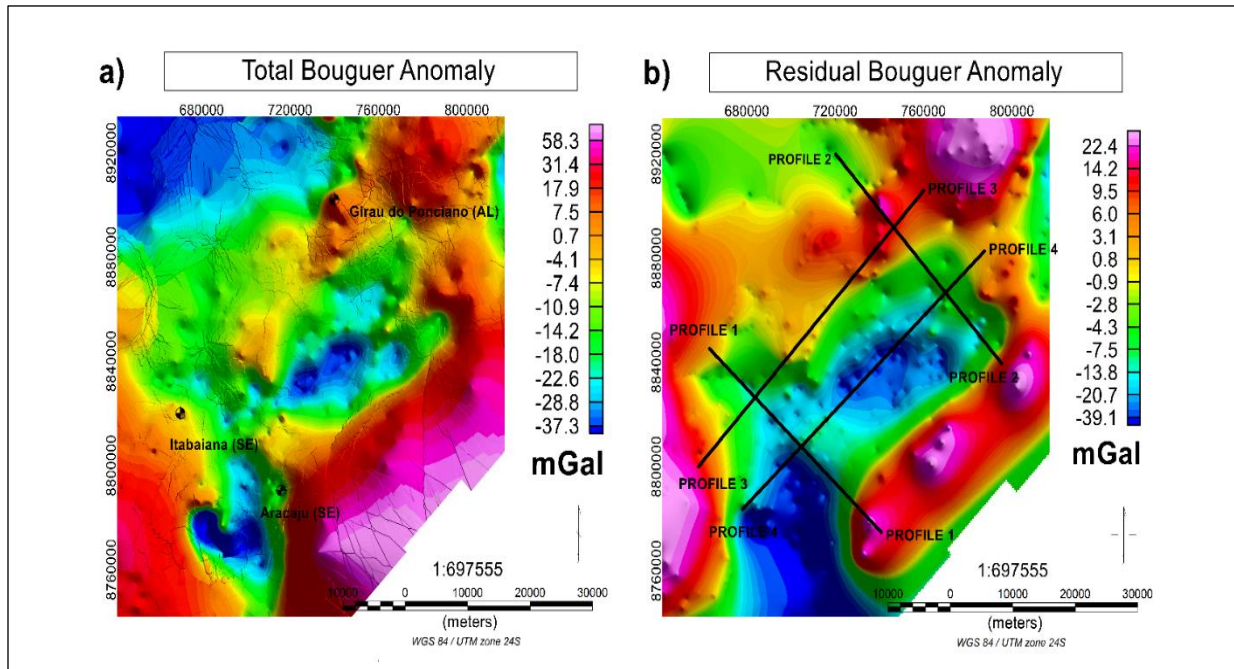 a)
Total Bouguer Anomaly
680000
720000
760000
800000
8920000
8880000
8840000
8800000
8760000
Girau do Ponciano (AL)
Itabaiana (SE)
Aracaju (SE)
58.3
31.4
17.9
7.5
0.7
-4.1
-7.4
-10.9
-14.2
-18.0
-22.6
-28.8
-37.3
mGal
1:697555
10000 0 10000 20000 30000
(meters)
WGS 84 / UTM zone 24S
b)
Residual Bouguer Anomaly
680000
720000
760000
800000
8920000
8880000
8840000
8800000
8760000
PROFILE 2
PROFILE 3
PROFILE 4
PROFILE 1
PROFILE 2
PROFILE 3
PROFILE 4
PROFILE 1
22.4
14.2
9.5
6.0
3.1
0.8
-0.9
-2.8
-4.3
-7.5
-13.8
-20.7
-39.1
mGal
1:697555
10000 0 10000 20000 30000
(meters)
WGS 84 / UTM zone 24S